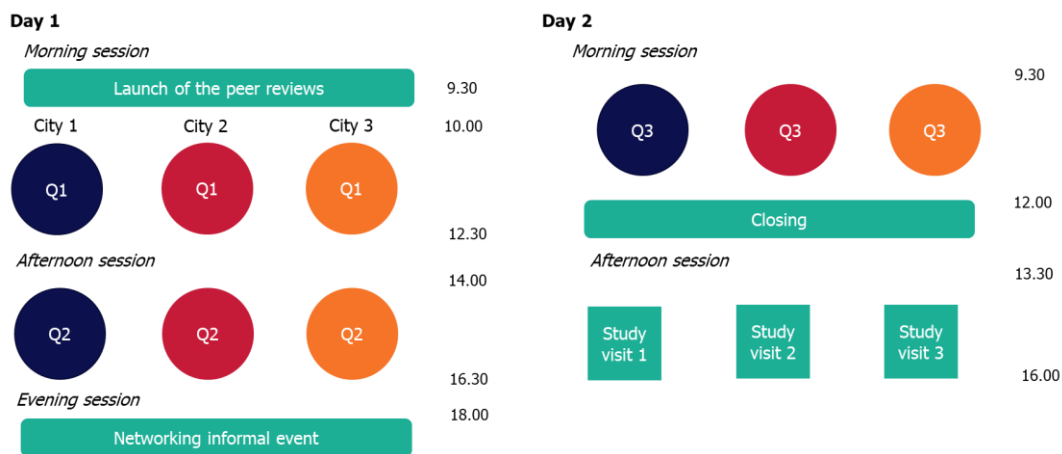 Day 1
Morning session
Launch of the peer reviews
9.30
City 1 City 2 City 3
10.00
Q1 Q1 Q1
12.30
Afternoon session
14.00
Q2 Q2 Q2
16.30
Evening session
18.00
Networking informal event
Day 2
Morning session
9.30
Q3 Q3 Q3
12.00
Closing
Afternoon session
13.30
Study visit 1
Study visit 2
Study visit 3
16.00